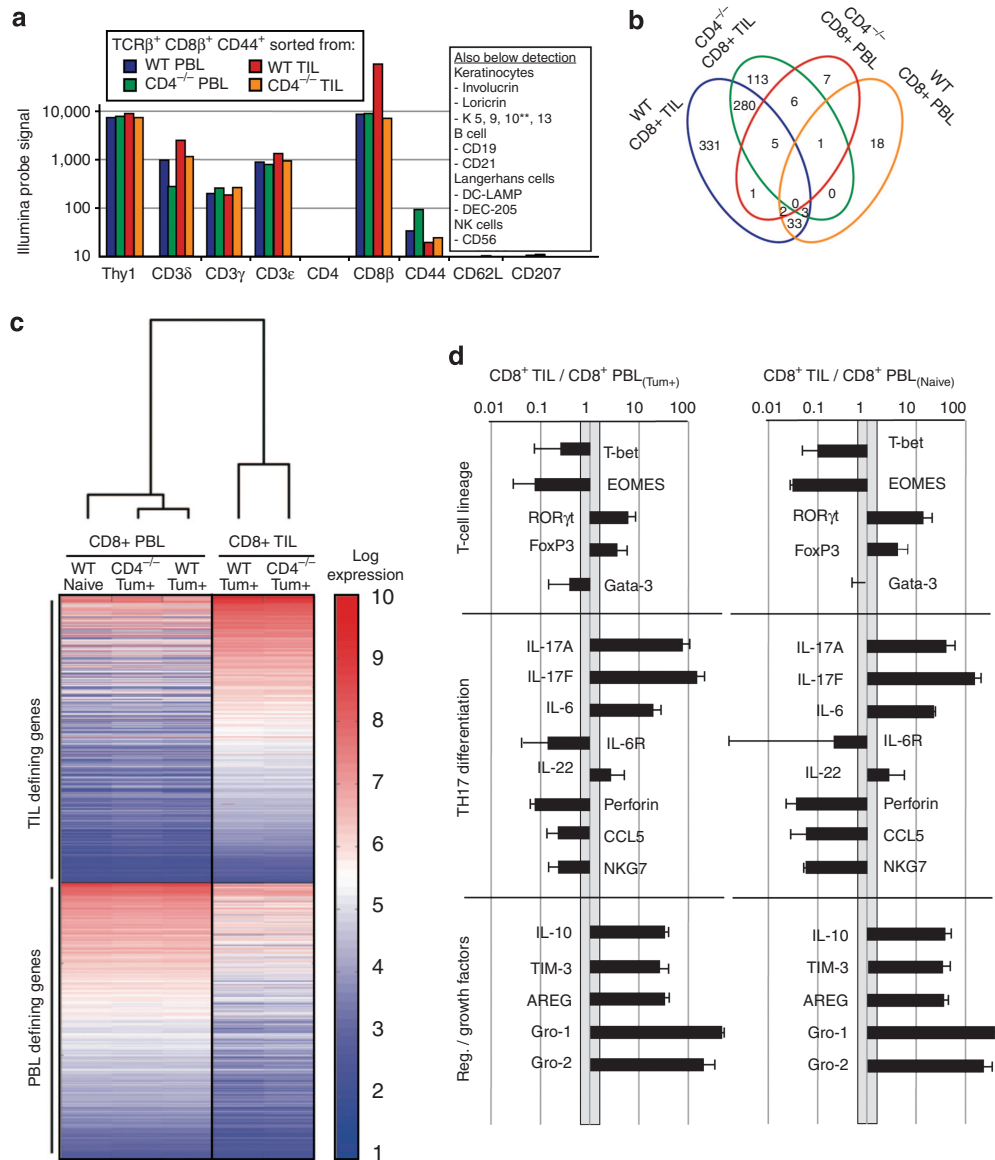 a
TCRβ+ CD8β+ CD44+ sorted from:
WT PBL
WT TIL
CD4−/− PBL
CD4−/− TIL
Also below detection
Keratinocytes
- Involucrin
- Loricrin
- K 5, 9, 10**, 13
B cell
- CD19
- CD21
Langerhans cells
- DC-LAMP
- DEC-205
NK cells
- CD56
Illumina probe signal
10,000
1,000
100
10
Thy1 CD3δ CD3γ CD3ε CD4 CD8β CD44 CD62L CD207
b
WT
CD8+ TIL
CD4−/−
CD8+ TIL
CD4−/−
CD8+ PBL
WT
CD8+ PBL
113
7
280
6
331
5
1
18
1
0
0
2
3
33
c
CD8+ PBL
CD8+ TIL
WT
Naive
CD4−/−
Tum+
WT
Tum+
WT
Tum+
CD4−/−
Tum+
Log
expression
10
9
8
7
6
5
4
3
2
1
TIL defining genes
PBL defining genes
d
CD8+ TIL / CD8+ PBL(Tum+)
0.01 0.1 1 10 100
T-cell lineage
T-bet
EOMES
RORγt
FoxP3
Gata-3
TH17 differentiation
IL-17A
IL-17F
IL-6
IL-6R
IL-22
Perforin
CCL5
NKG7
Reg. / growth factors
IL-10
TIM-3
AREG
Gro-1
Gro-2
CD8+ TIL / CD8+ PBL(Naive)
0.01 0.1 1 10 100
T-bet
EOMES
RORγt
FoxP3
Gata-3
IL-17A
IL-17F
IL-6
IL-6R
IL-22
Perforin
CCL5
NKG7
IL-10
TIM-3
AREG
Gro-1
Gro-2